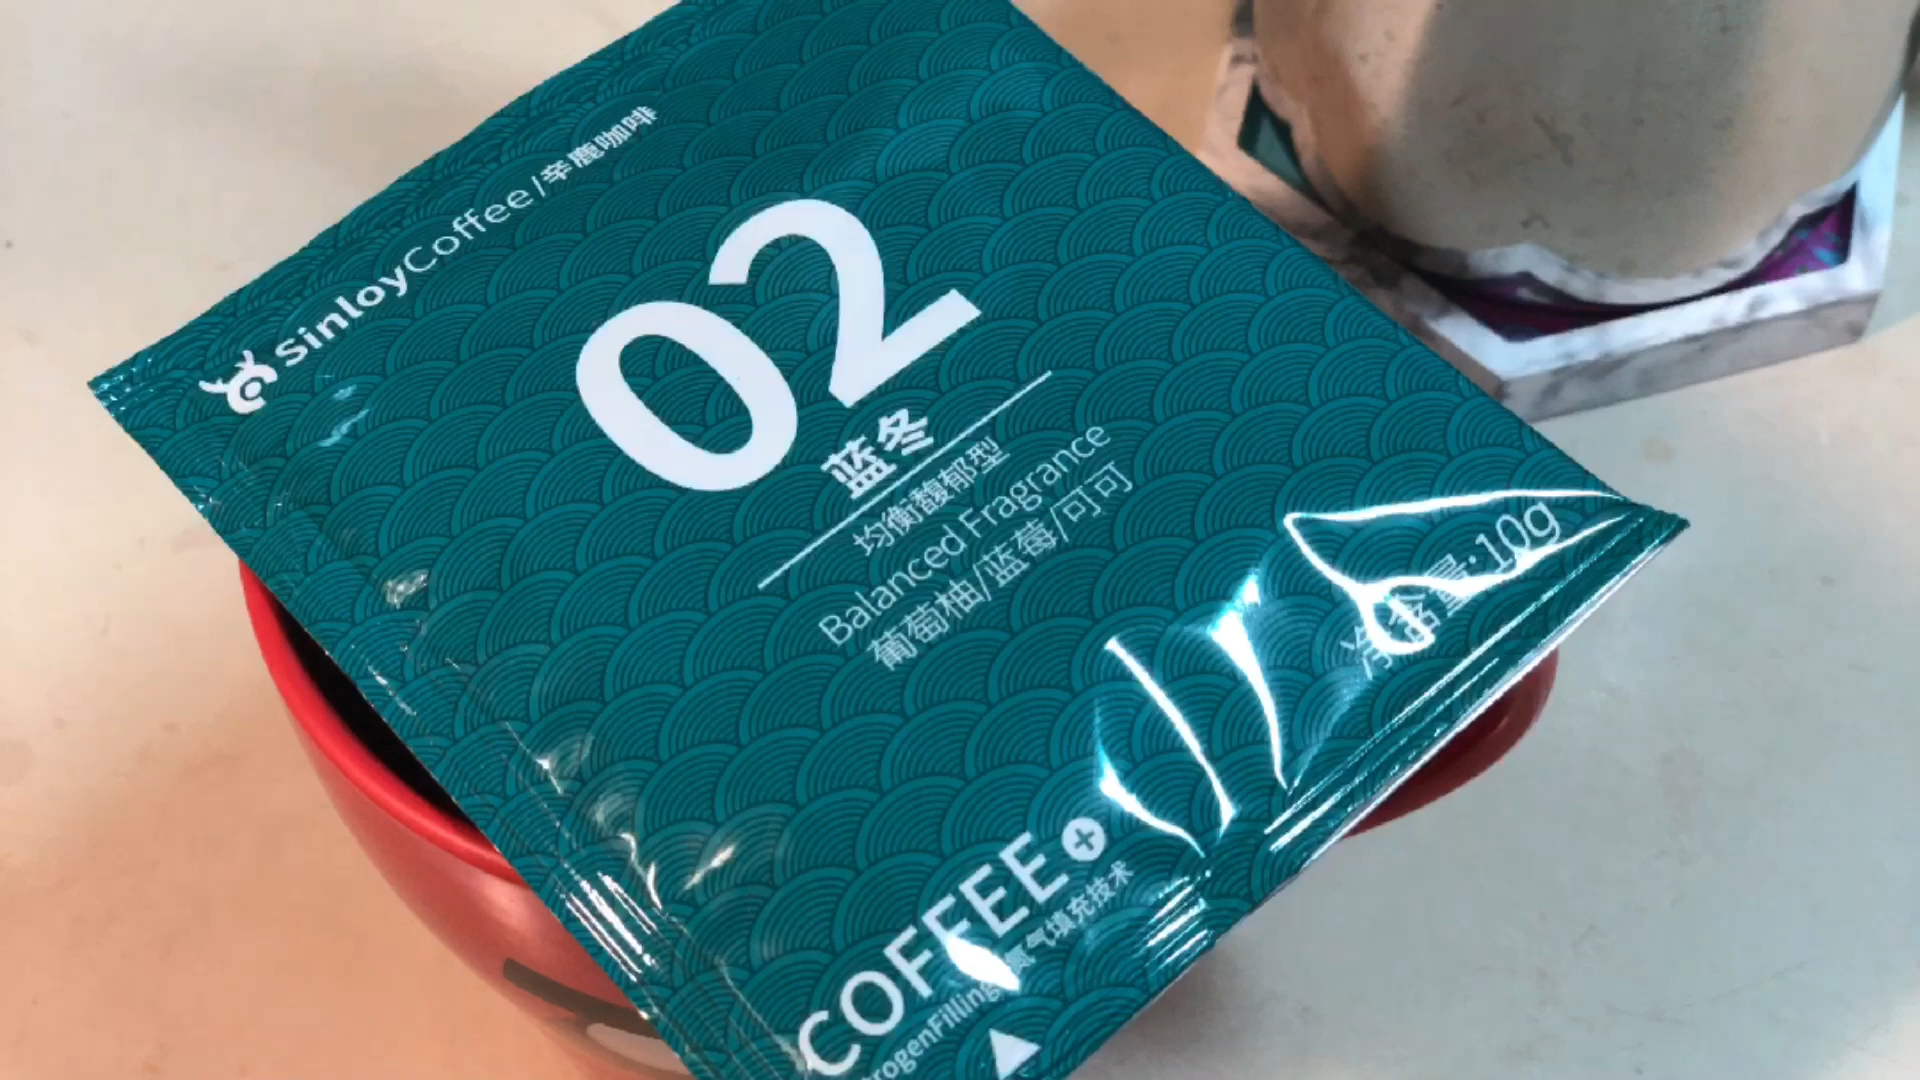 SinloyCoffee/辛鹿咖啡
02
蓝冬
均衡馥郁型
Balanced Fragrance
葡萄柚/蓝莓/可可
净含量:10g
COFFEE+
氮气填充技术